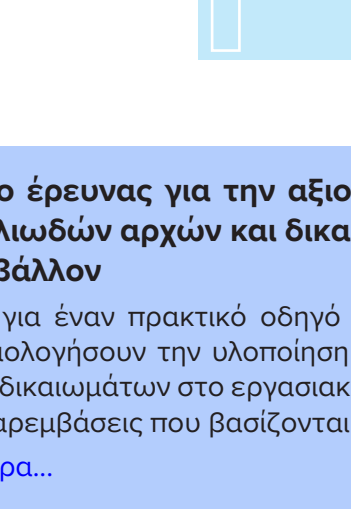 ο έρευνας για την αξιο
λιωδών αρχών και δικα
βάλλον
για έναν πρακτικό οδηγό
ιολογήσουν την υλοποίηση
δικαιωμάτων στο εργασιακ
αρεμβάσεις που βασίζονται
ρα...